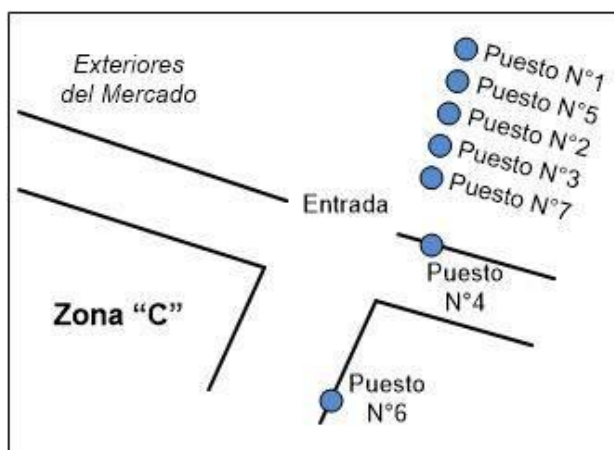 Exteriores
del Mercado
Puesto N°1
Puesto N°5
Puesto N°2
Puesto N°3
Puesto N°7
Entrada
Puesto
N°4
Zona “C”
Puesto
N°6